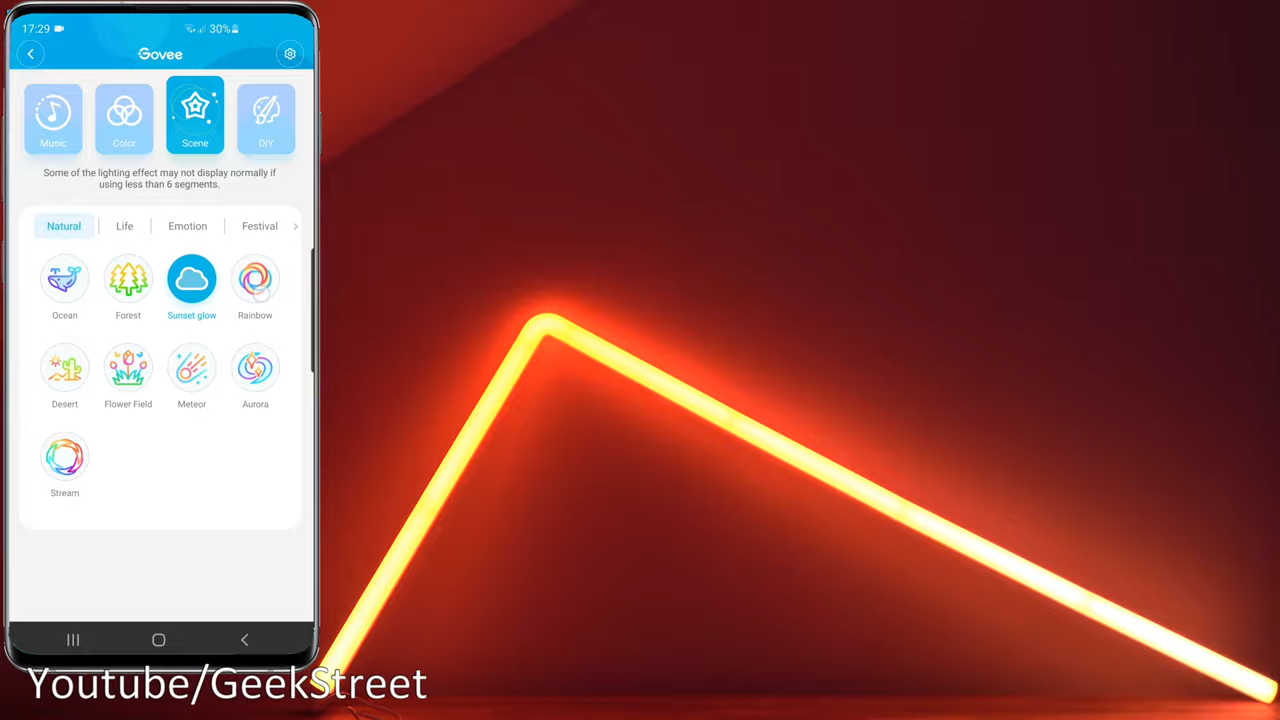 17:29
30%
Govee
Music
Color
Scene
DIY
Some of the lighting effect may not display normally if
using less than 6 segments.
Natural
Life
Emotion
Festival
Ocean
Forest
Sunset glow
Rainbow
Desert
Flower Field
Meteor
Aurora
Stream
Youtube/GeekStreet